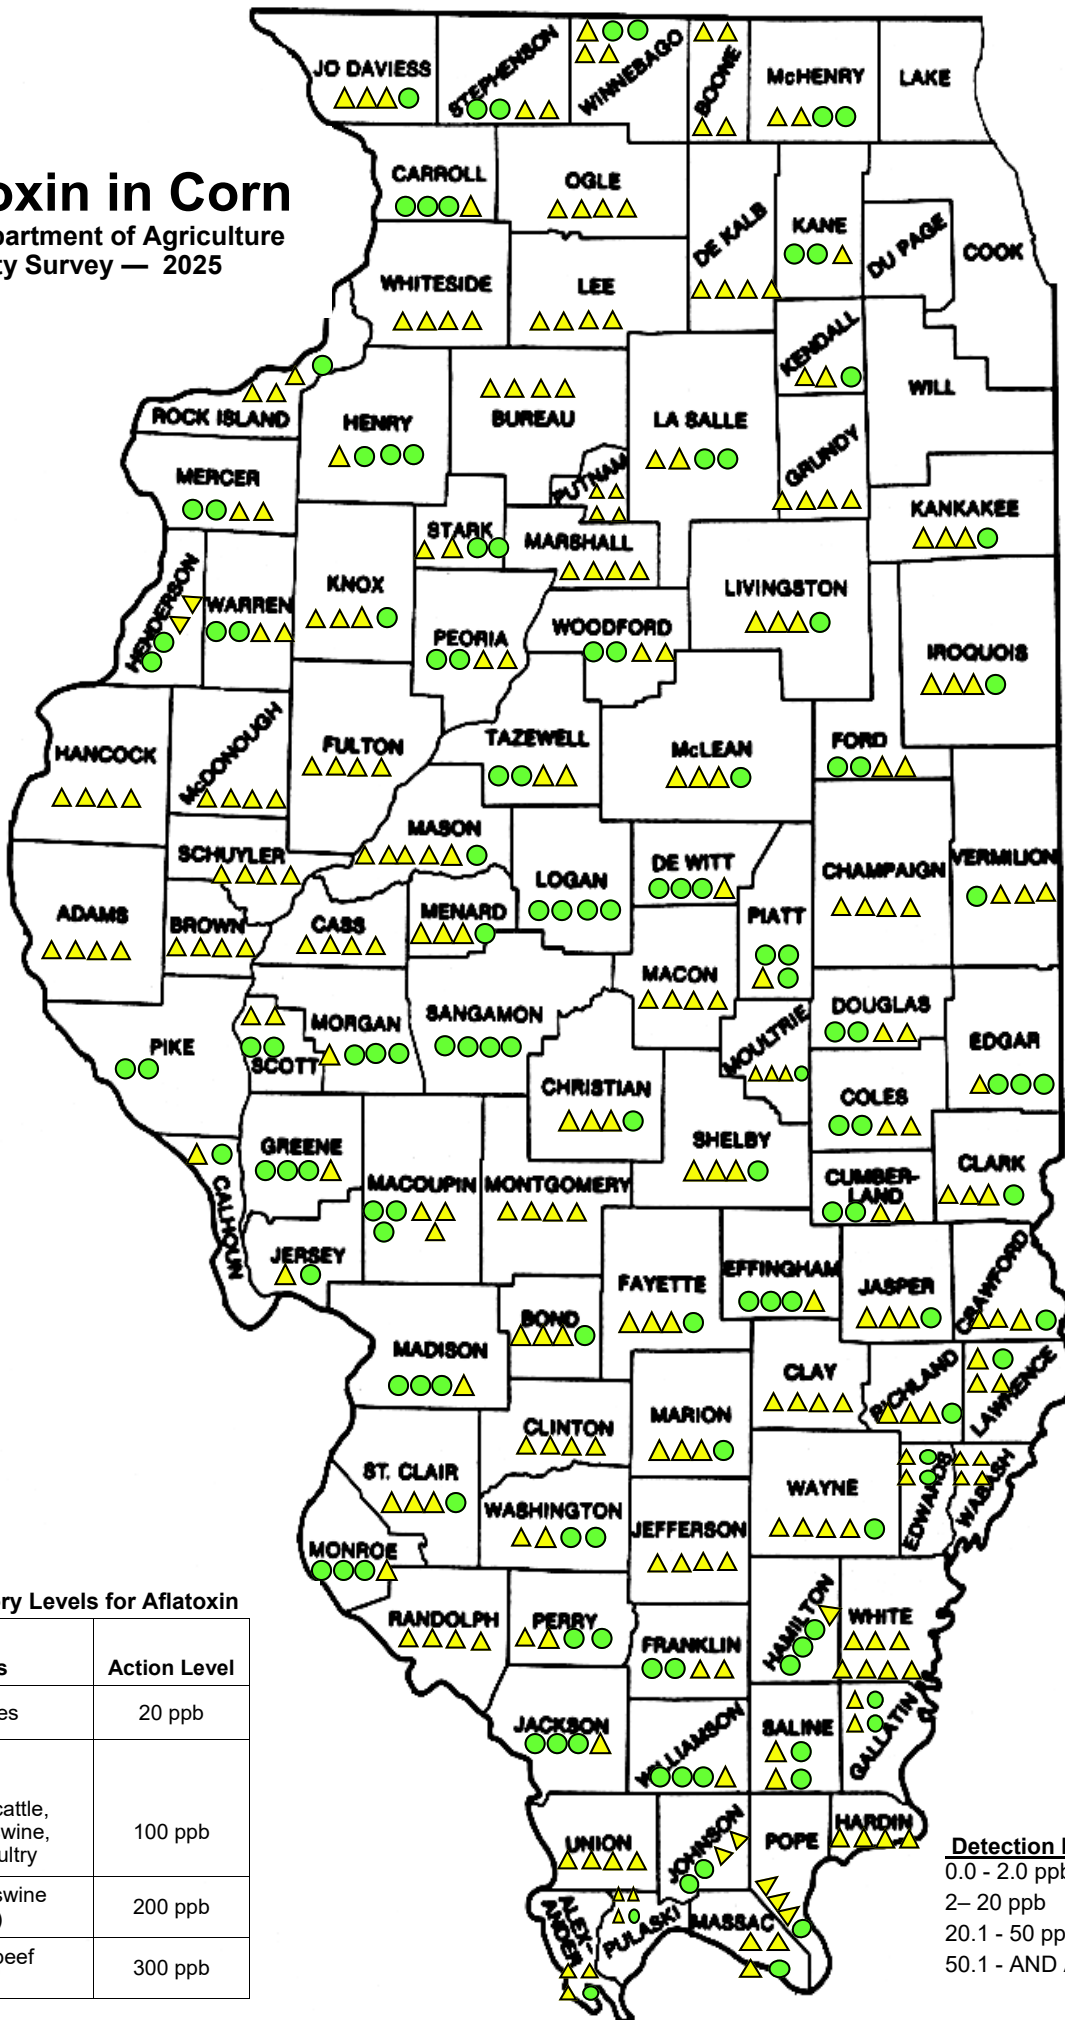 oxin in Corn
partment of Agriculture
ty Survey — 2025
JO DAVIESS
STEPHENSON
WINNEBAGO
BOONE
McHENRY
LAKE
CARROLL
OGLE
DE KALB
KANE
DU PAGE
COOK
WHITESIDE
LEE
KENDALL
WILL
ROCK ISLAND
HENRY
BUREAU
LA SALLE
GRUNDY
MERCER
PUTNAM
KANKAKEE
STARK
MARSHALL
HENDERSON
WARREN
KNOX
PEORIA
WOODFORD
LIVINGSTON
IROQUOIS
HANCOCK
McDONOUGH
FULTON
TAZEWELL
McLEAN
FORD
SCHUYLER
MASON
LOGAN
DE WITT
CHAMPAIGN
VERMILION
ADAMS
BROWN
CASS
MENARD
PIATT
MACON
PIKE
SCOTT
MORGAN
SANGAMON
MOULTRIE
DOUGLAS
EDGAR
CHRISTIAN
COLES
SHELBY
GREENE
CALHOUN
MACOUPIN
MONTGOMERY
CUMBER-
LAND
CLARK
JERSEY
FAYETTE
EFFINGHAM
JASPER
CRAWFORD
BOND
MADISON
CLAY
RICHLAND
LAWRENCE
CLINTON
MARION
ST. CLAIR
WASHINGTON
WAYNE
EDWARDS
WABASH
JEFFERSON
MONROE
RANDOLPH
PERRY
FRANKLIN
HAMILTON
WHITE
JACKSON
WILLIAMSON
SALINE
GALLATIN
UNION
JOHNSON
POPE
HARDIN
ALEX-
ANDER
PULASKI
MASSAC
ry Levels for Aflatoxin
s
Action Level
es
20 ppb
cattle,
wine,
ultry
100 ppb
swine
)
200 ppb
beef
300 ppb
Detection
0.0 - 2.0 ppb
2– 20 ppb
20.1 - 50 pp
50.1 - AND